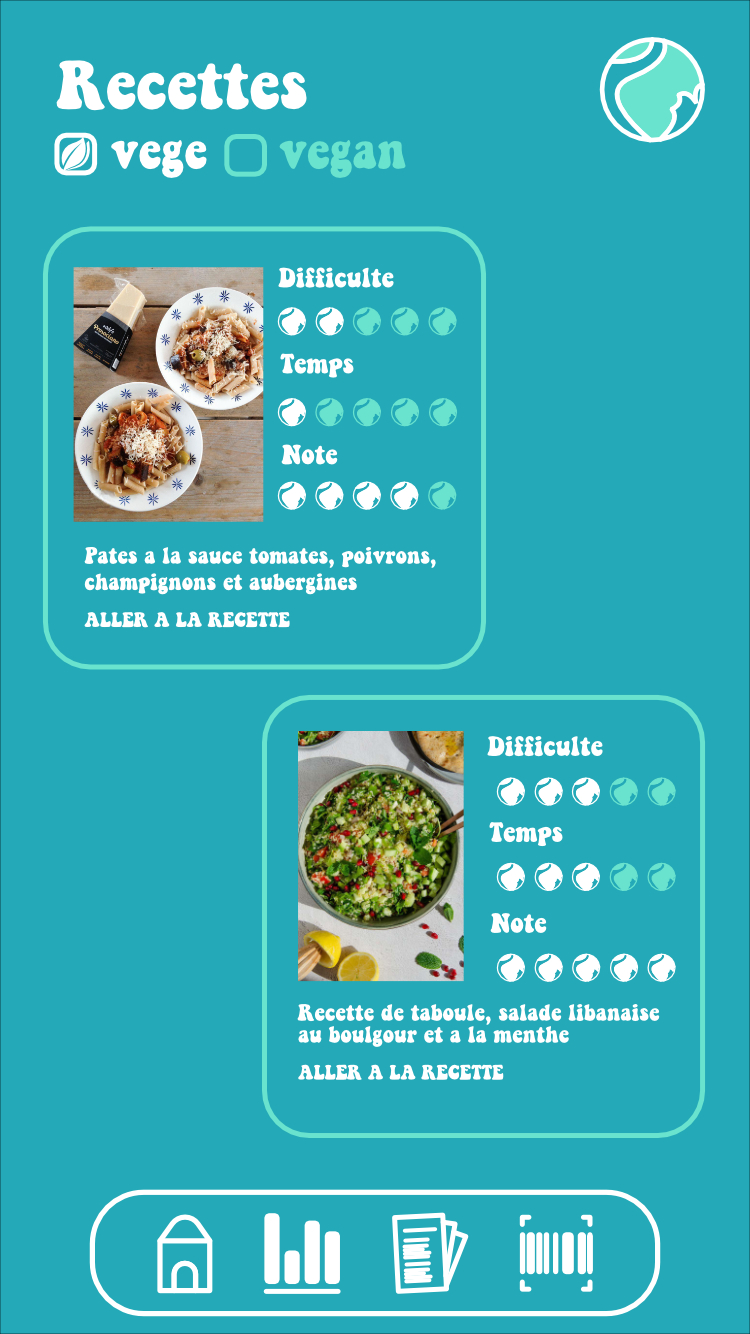 Recettes
vege vegan
Difficulte
Temps
Note
Pates a la sauce tomates, poivrons,
champignons et aubergines
ALLER A LA RECETTE
Difficulte
Temps
Note
Recette de taboule, salade libanaise
au boulgour et a la menthe
ALLER A LA RECETTE